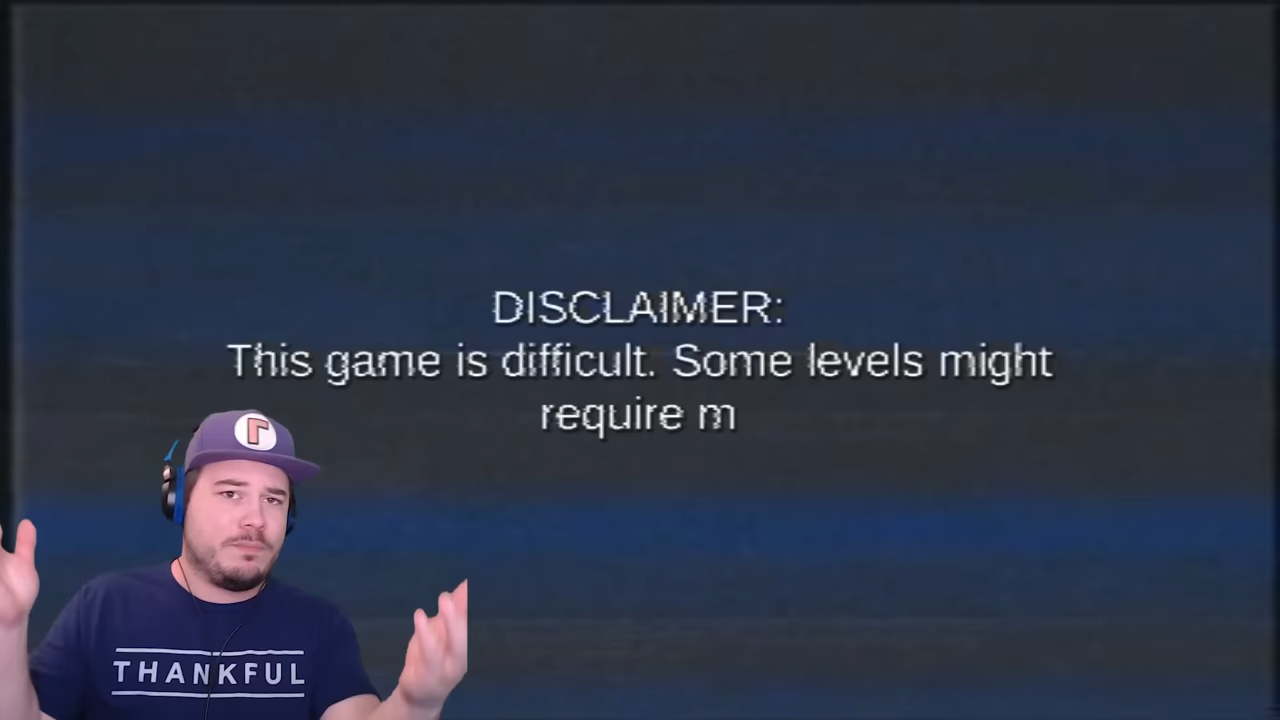 DISCLAIMER:
This game is difficult. Some levels might
require m
THANKFUL